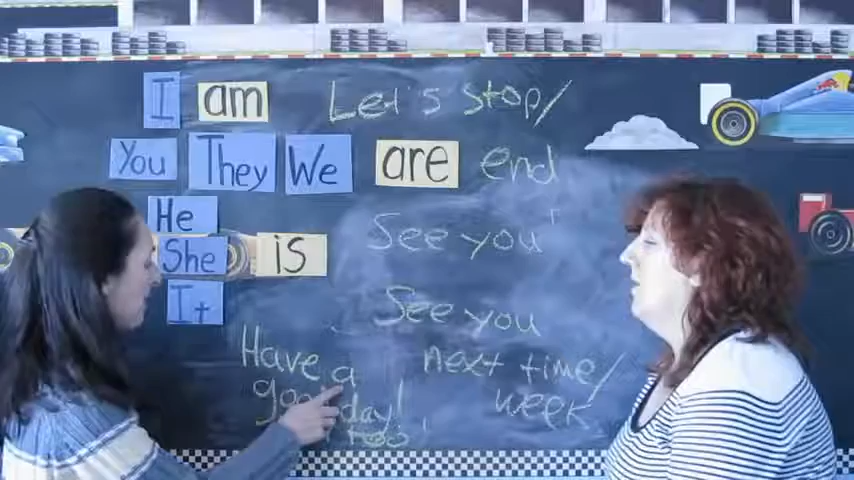 I am
Let's stop/
end
You They We are
He
She is
It
See you
See you
next time/
week
Have a
good day!
too!